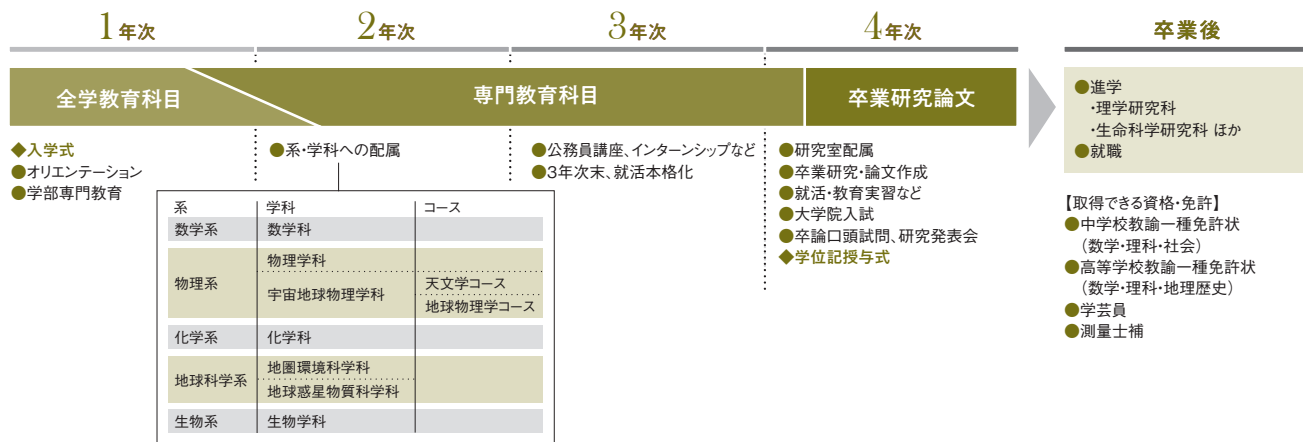 1年次
2年次
3年次
4年次
卒業後
全学教育科目
専門教育科目
卒業研究論文
◆入学式
●オリエンテーション
●学部専門教育
●系・学科への配属
系 学科 コース
数学系 数学科
物理系
物理学科
宇宙地球物理学科
天文学コース
地球物理学コース
化学系 化学科
地球科学系
地圏環境科学科
地球惑星物質科学科
生物系 生物学科
●公務員講座、インターンシップなど
●3年次末、就活本格化
●研究室配属
●卒業研究・論文作成
●就活・教育実習など
●大学院入試
●卒論口頭試問、研究発表会
◆学位記授与式
●進学
・理学研究科
・生命科学研究科 ほか
●就職
【取得できる資格・免許】
●中学校教諭一種免許状
（数学・理科・社会）
●高等学校教諭一種免許状
（数学・理科・地理歴史）
●学芸員
●測量士補